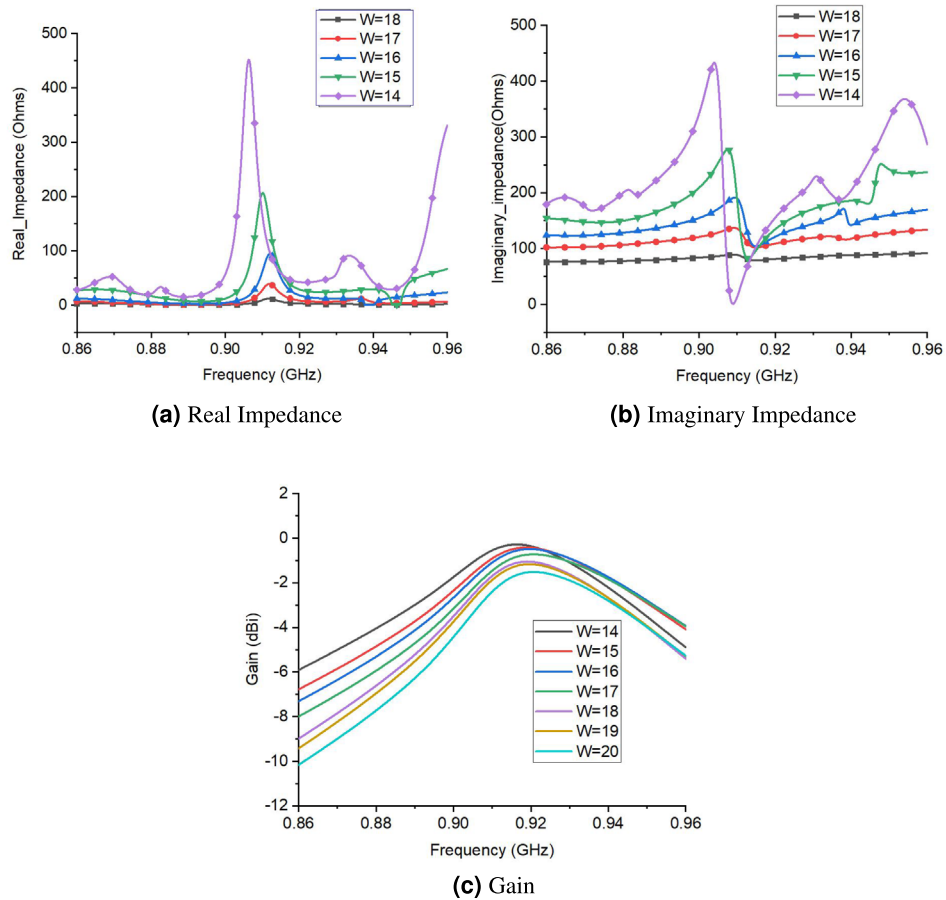 500
400
300
200
100
0
Real_Impedance (Ohms)
W=18
W=17
W=16
W=15
W=14
0.86 0.88 0.90 0.92 0.94 0.96
Frequency (GHz)
(a) Real Impedance
500
400
300
200
100
0
Imaginary_impedance(Ohms)
W=18
W=17
W=16
W=15
W=14
0.86 0.88 0.90 0.92 0.94 0.96
Frequency (GHz)
(b) Imaginary Impedance
2
0
-2
-4
-6
-8
-10
-12
Gain (dBi)
W=14
W=15
W=16
W=17
W=18
W=19
W=20
0.86 0.88 0.90 0.92 0.94 0.96
Frequency (GHz)
(c) Gain